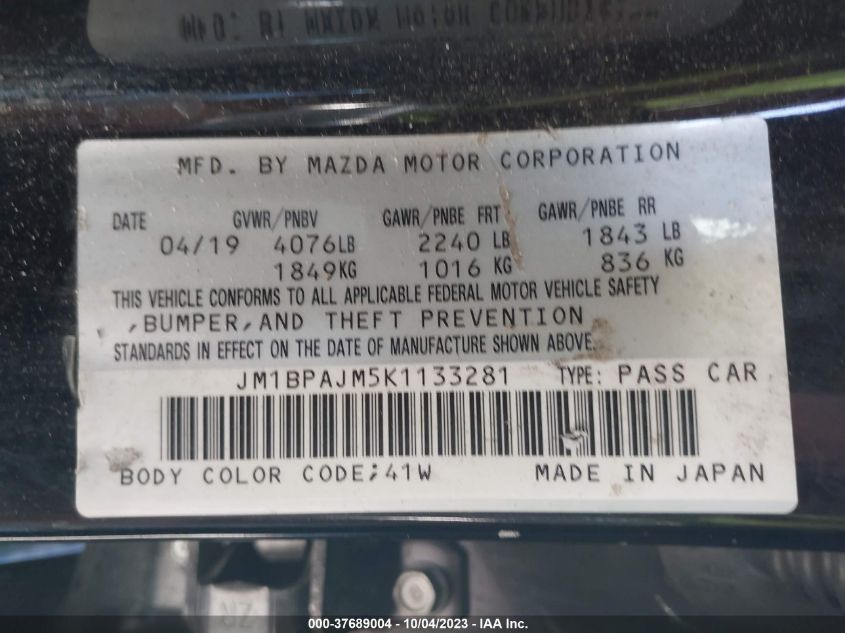 MFD. BY MAZDA MOTOR CORPORATION
DATE GVWR/PNBV GAWR/PNBE FRT GAWR/PNBE RR
04/19 4076LB 2240 LB 1843 LB
1849KG 1016 KG 836 KG
THIS VEHICLE CONFORMS TO ALL APPLICABLE FEDERAL MOTOR VEHICLE SAFETY
,BUMPER,AND THEFT PREVENTION
STANDARDS IN EFFECT ON THE DATE OF MANUFACTURE SHOWN ABOVE.
JM1BPAJM5K1133281 TYPE: PASS CAR
BODY COLOR CODE;41W MADE IN JAPAN
000-37689004 - 10/04/2023 - IAA Inc.